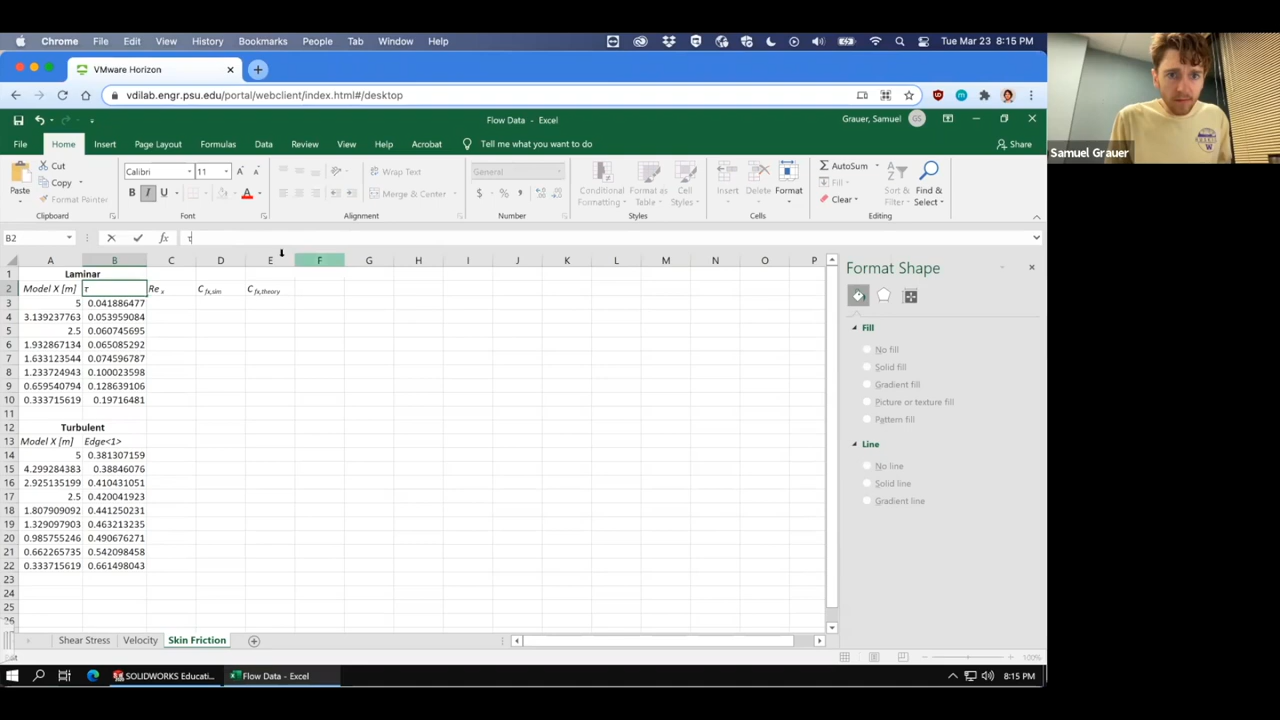 Chrome File Edit View History Bookmarks People Tab Window Help Tue Mar 23 8:15 PM
VMware Horizon
vdilab.engr.psu.edu/portal/webclient/index.html#/desktop
Flow Data - Excel Grauer, Samuel GS
File Home Insert Page Layout Formulas Data Review View Help Acrobat Tell me what you want to do Share
Paste Cut Copy Format Painter Clipboard
Calibri 11 B I U A Font
Wrap Text Merge & Center Alignment
General $ % , Number
Conditional Formatting Format as Table Cell Styles Styles
Insert Delete Format Cells
AutoSum Fill Clear Sort & Filter Find & Select Editing
Samuel Grauer
B2 fx τ
A B C D E F G H I J K L M N O P
1 Laminar
2 Model X [m] τ Re x C fx,sim C fx,theory
3 5 0.041886477
4 3.139237763 0.053959084
5 2.5 0.060745695
6 1.932867134 0.065085292
7 1.633123544 0.074596787
8 1.233724943 0.100023598
9 0.659540794 0.128639106
10 0.333715619 0.19716481
11
12 Turbulent
13 Model X [m] Edge<1>
14 5 0.381307159
15 4.299284383 0.38846076
16 2.925135199 0.410431051
17 2.5 0.420041923
18 1.807909092 0.441250231
19 1.329097903 0.463213235
20 0.985755246 0.490676271
21 0.662265735 0.542098458
22 0.333715619 0.661498043
23
24
25
26
Format Shape
Fill
No fill
Solid fill
Gradient fill
Picture or texture fill
Pattern fill
Line
No line
Solid line
Gradient line
Shear Stress Velocity Skin Friction
100%
SOLIDWORKS Educati... Flow Data - Excel 8:15 PM